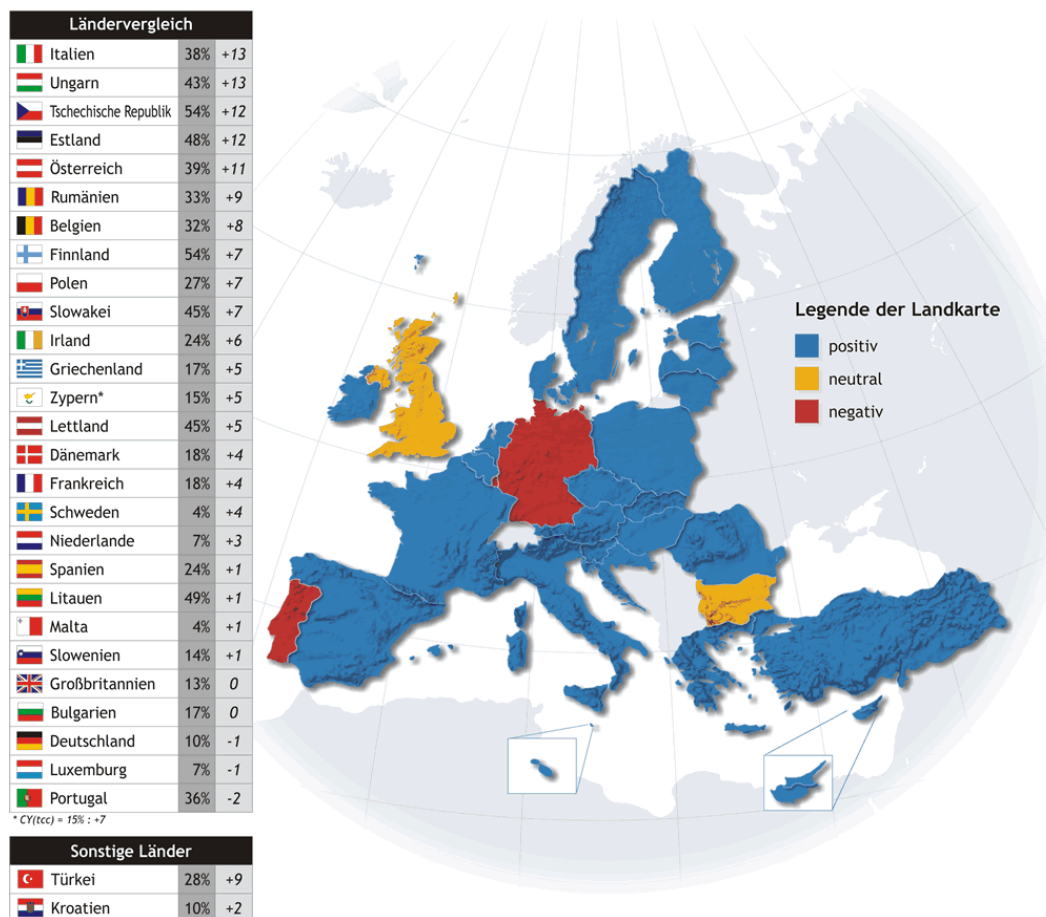 Ländervergleich
Italien 38% +13
Ungarn 43% +13
Tschechische Republik 54% +12
Estland 48% +12
Österreich 39% +11
Rumänien 33% +9
Belgien 32% +8
Finnland 54% +7
Polen 27% +7
Slowakei 45% +7
Irland 24% +6
Griechenland 17% +5
Zypern* 15% +5
Lettland 45% +5
Dänemark 18% +4
Frankreich 18% +4
Schweden 4% +4
Niederlande 7% +3
Spanien 24% +1
Litauen 49% +1
Malta 4% +1
Slowenien 14% +1
Großbritannien 13% 0
Bulgarien 17% 0
Deutschland 10% -1
Luxemburg 7% -1
Portugal 36% -2
* CY(tcc) = 15% : +7
Sonstige Länder
Türkei 28% +9
Kroatien 10% +2
Legende der Landkarte
positiv
neutral
negativ